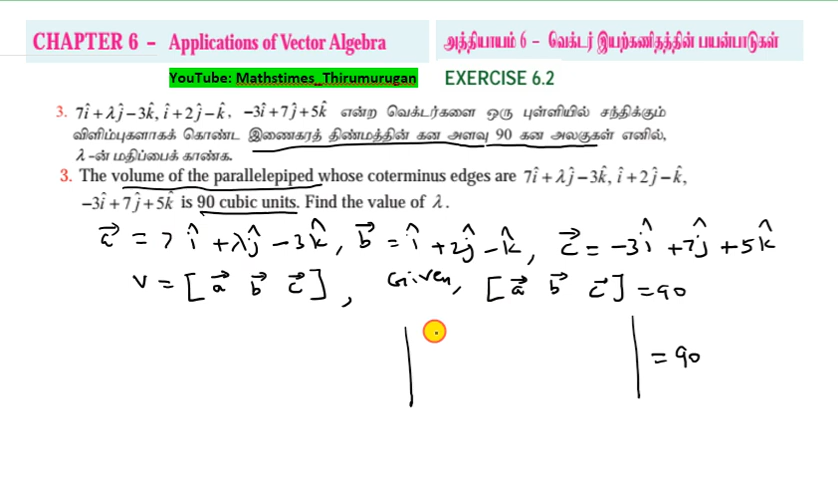 CHAPTER 6 – Applications of Vector Algebra
அத்தியாயம் 6 – வெக்டர் இயற்கணிதத்தின் பயன்பாடுகள்
YouTube: Mathstimes_Thirumurugan
EXERCISE 6.2
3. 7î + λĵ − 3k̂, î + 2ĵ − k̂, −3î + 7ĵ + 5k̂ என்ற வெக்டர்களை ஒரு புள்ளியில் சந்திக்கும்
விளிம்புகளாகக் கொண்ட இணைகரத் திண்மத்தின் கன அளவு 90 கன அலகுகள் எனில்,
λ -ன் மதிப்பைக் காண்க.
3. The volume of the parallelepiped whose coterminus edges are 7î + λĵ − 3k̂, î + 2ĵ − k̂,
−3î + 7ĵ + 5k̂ is 90 cubic units. Find the value of λ.
a⃗ = 7î + λĵ − 3k̂, b⃗ = î + 2ĵ − k̂, c⃗ = −3î + 7ĵ + 5k̂
V = [a⃗ b⃗ c⃗], Given, [a⃗ b⃗ c⃗] = 90
| | = 90